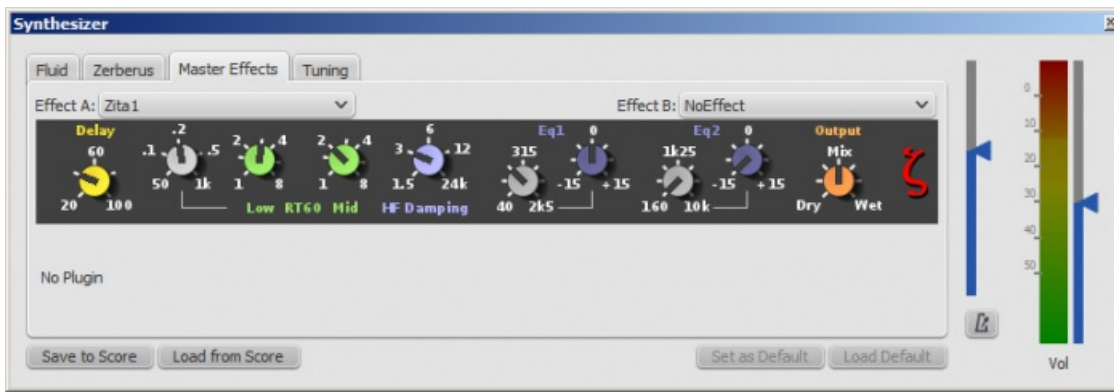 Synthesizer
Fluid Zerberus Master Effects Tuning
Effect A: Zita1 Effect B: NoEffect
Delay .2 6 Eq1 0 Eq2 0 Output
60 .1 .5 2 4 2 4 3 12 315 1k25 Mix
20 100 50 1k 1 8 1 8 1.5 24k 40 2k5 -15 +15 160 10k -15 +15 Dry Wet
Low RT60 Mid HF Damping
ζ
No Plugin
Save to Score Load from Score Set as Default Load Default
0
10
20
30
40
50
Vol